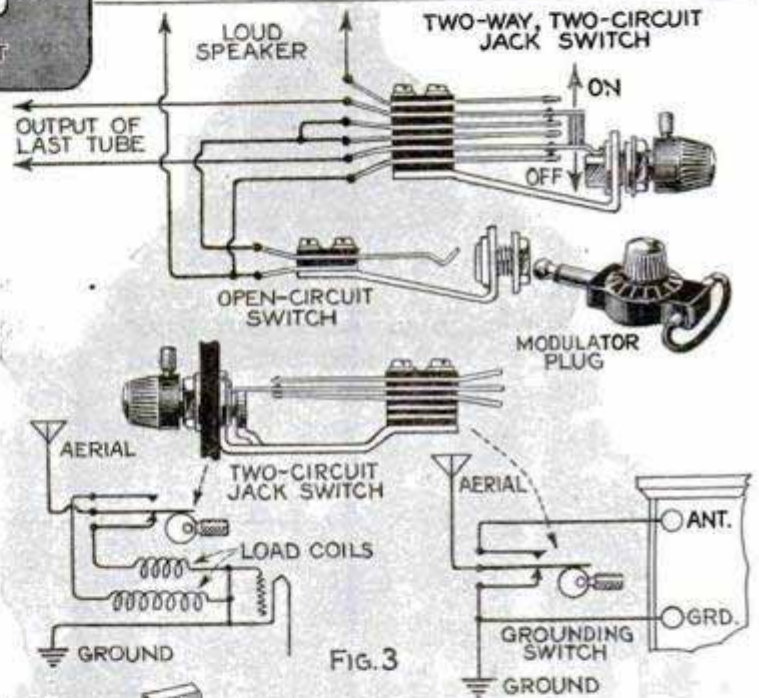 T
LOUD
SPEAKER
TWO-WAY, TWO-CIRCUIT
JACK SWITCH
ON
OUTPUT OF
LAST TUBE
OFF
OPEN-CIRCUIT
SWITCH
MODULATOR
PLUG
AERIAL
TWO-CIRCUIT
JACK SWITCH
AERIAL
ANT.
LOAD COILS
GRD.
GROUNDING
SWITCH
GROUND
FIG.3
GROUND